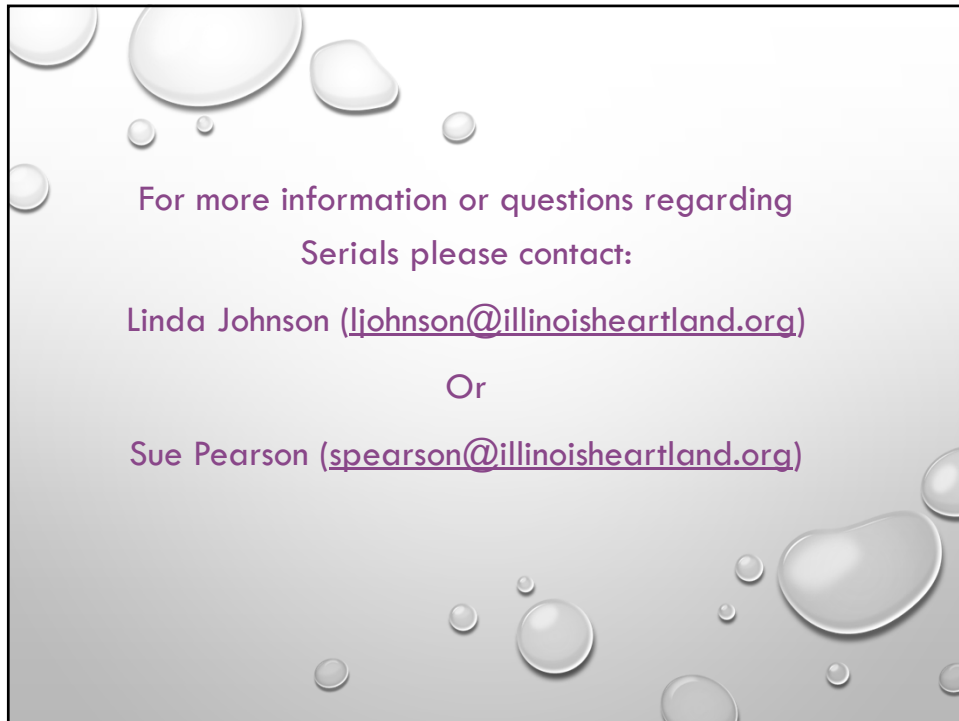 For more information or questions regarding
Serials please contact:
Linda Johnson (ljohnson@illinoisheartland.org)
Or
Sue Pearson (spearson@illinoisheartland.org)